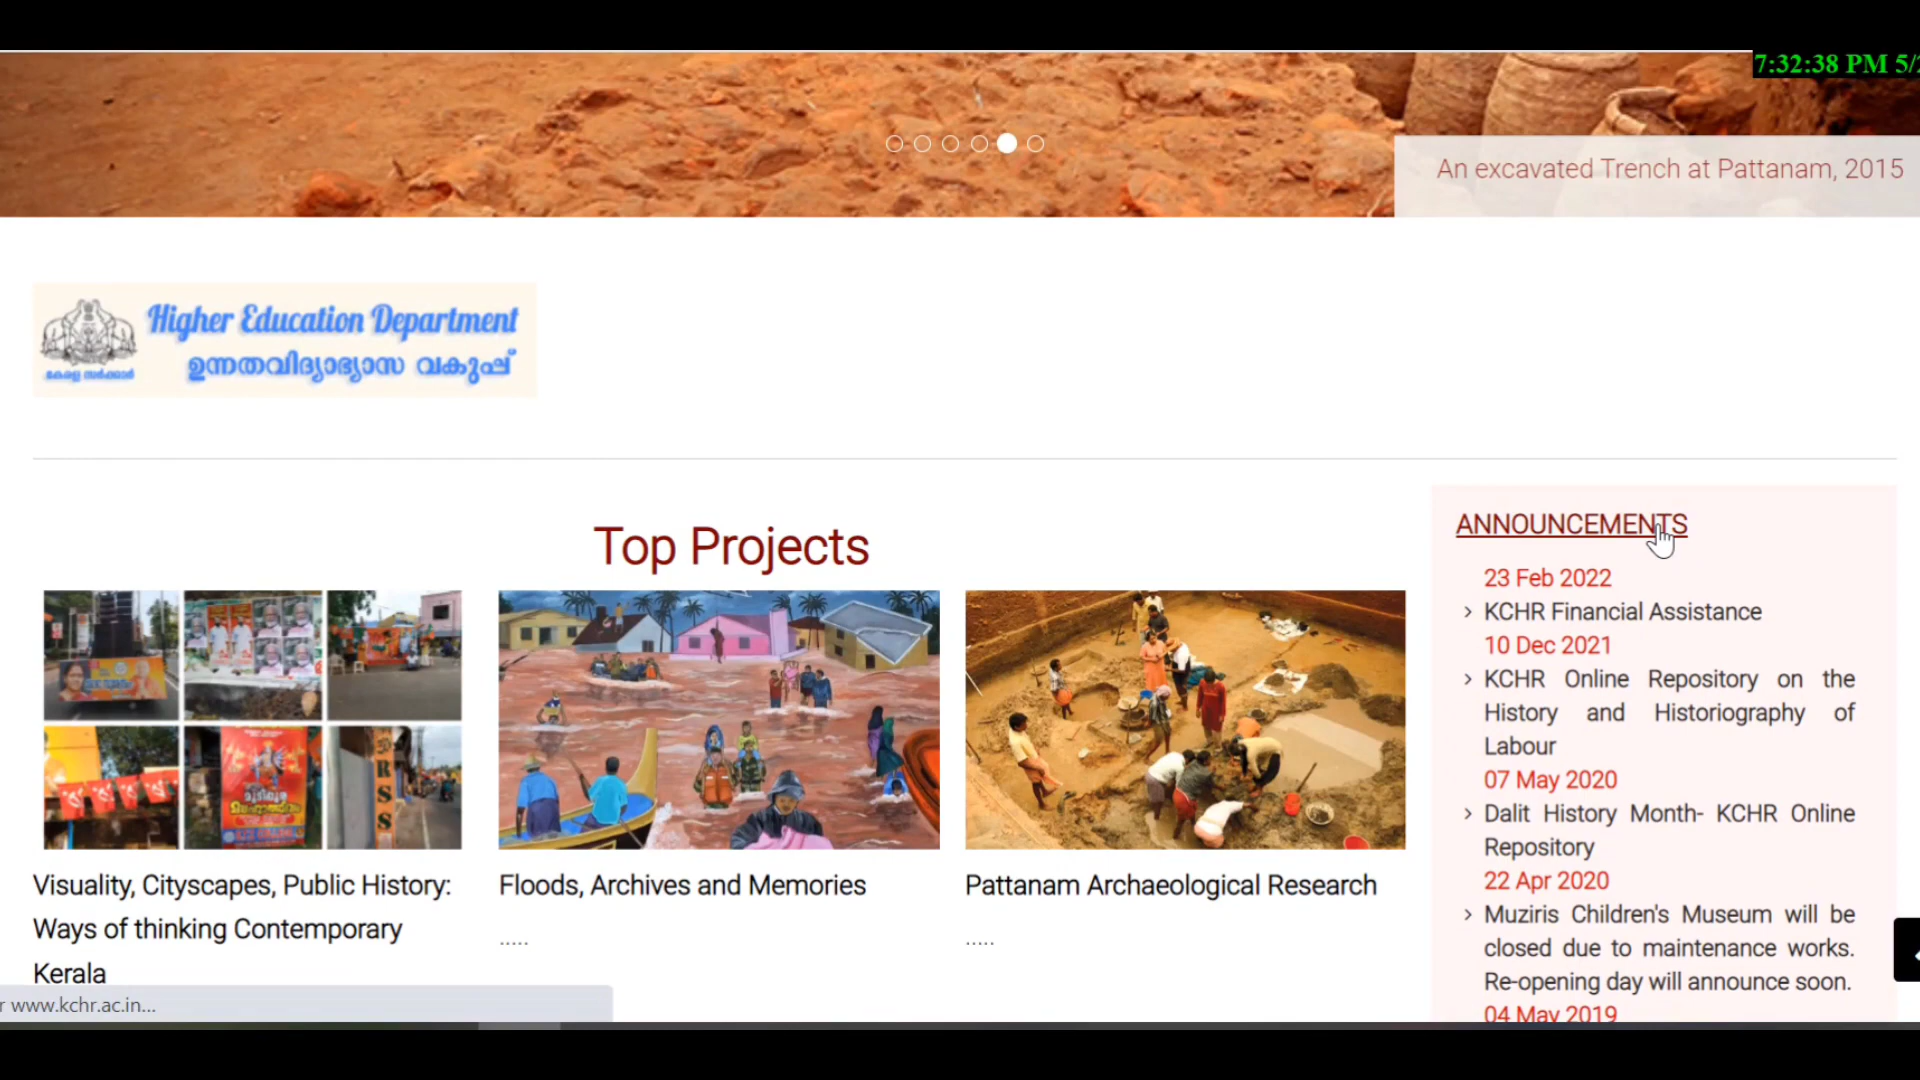 7:32:38 PM 5/
An excavated Trench at Pattanam, 2015
Higher Education Department
ഉന്നതവിദ്യാഭ്യാസ വകുപ്പ്
കേരള സർക്കാർ
ANNOUNCEMENTS
Top Projects
23 Feb 2022
KCHR Financial Assistance
10 Dec 2021
KCHR Online Repository on the
History and Historiography of
Labour
07 May 2020
Dalit History Month- KCHR Online
Repository
22 Apr 2020
Muziris Children's Museum will be
closed due to maintenance works.
Re-opening day will announce soon.
04 May 2019
RSS
Visuality, Cityscapes, Public History:
Ways of thinking Contemporary
Kerala
Floods, Archives and Memories
.....
Pattanam Archaeological Research
.....
r www.kchr.ac.in...